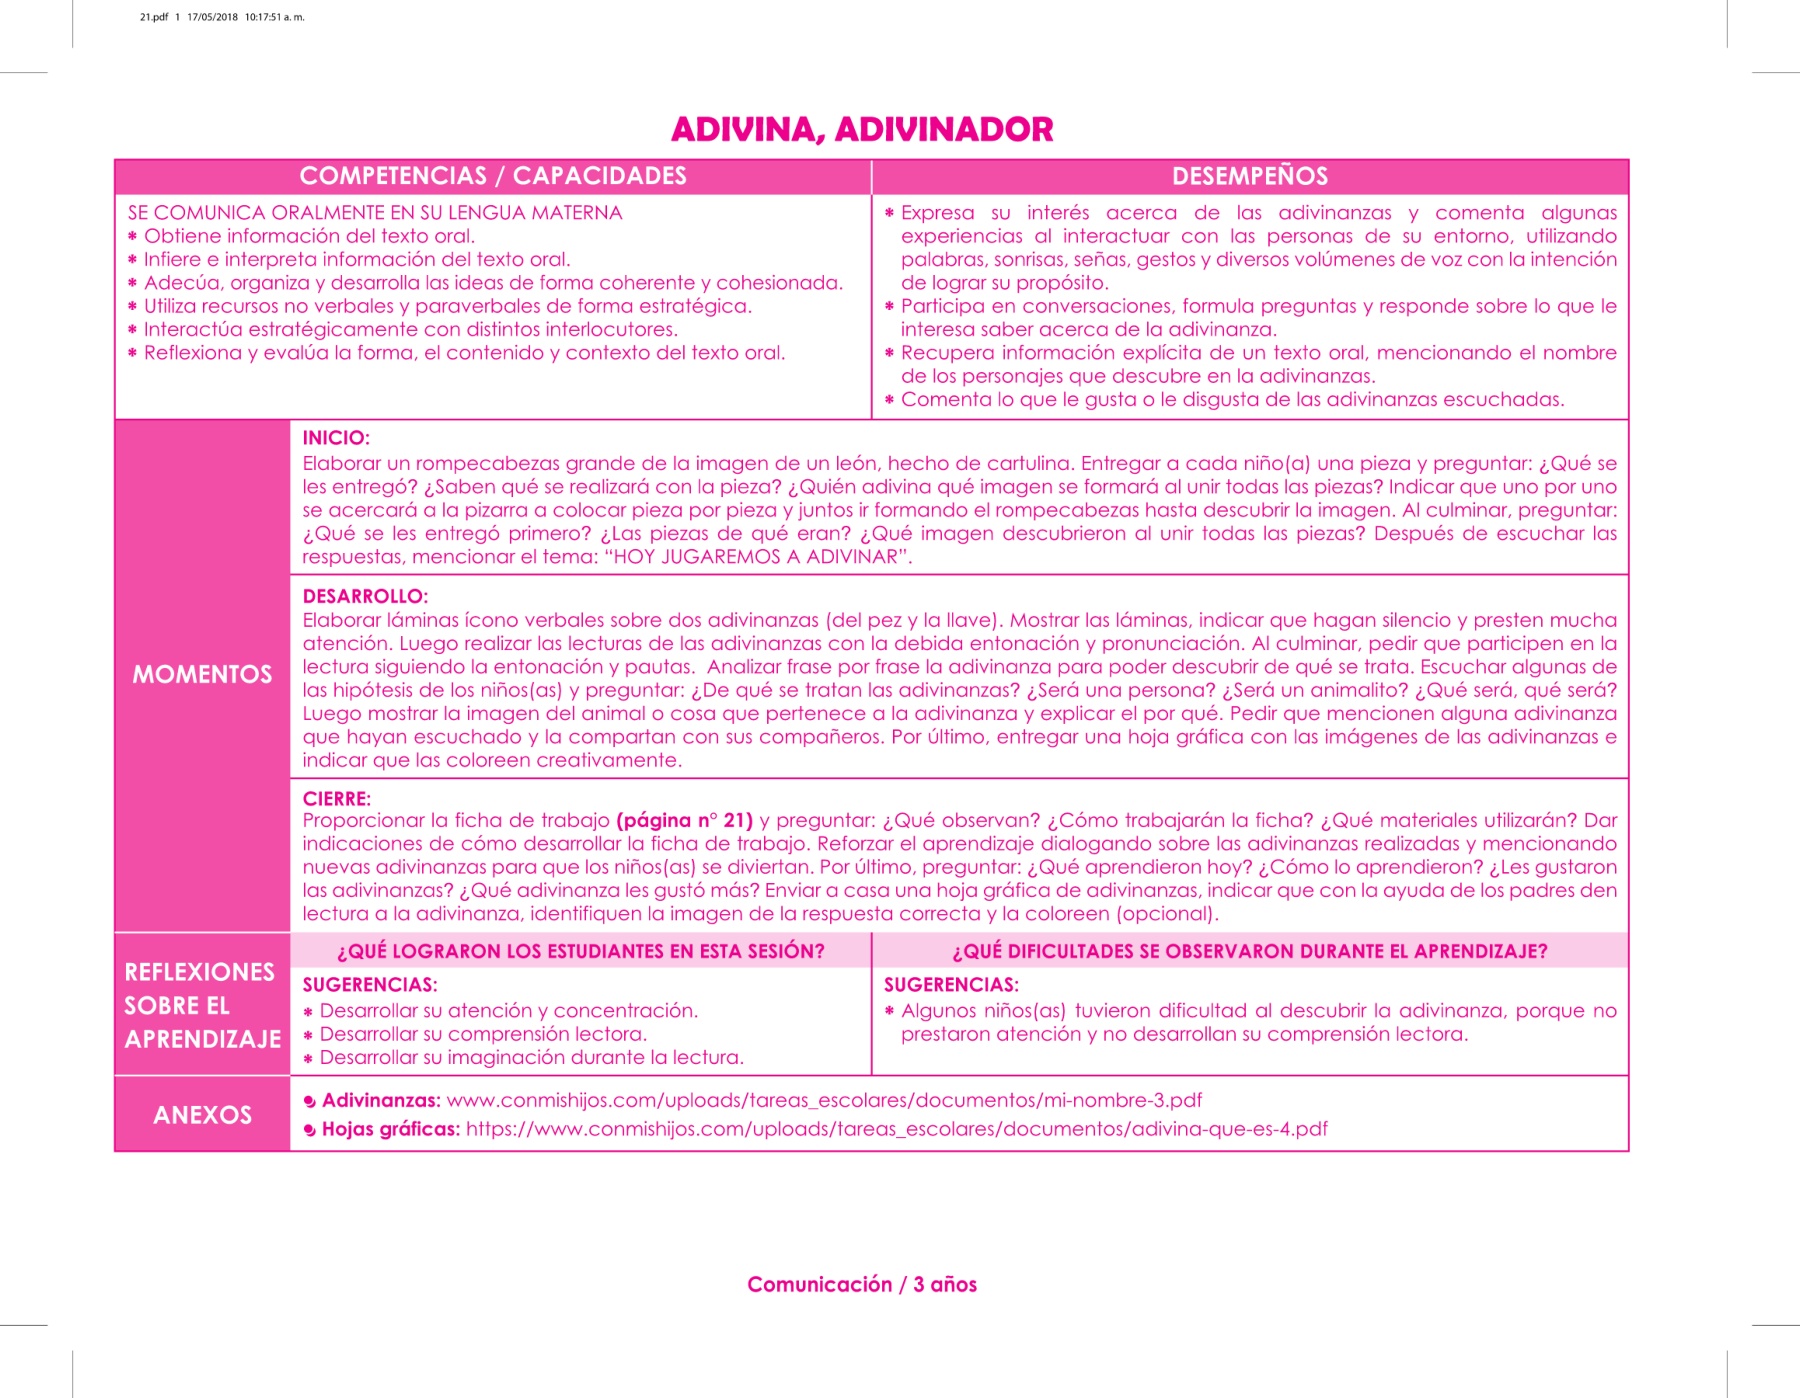 21.pdf 1 17/05/2018 10:17:51 a. m.
ADIVINA, ADIVINADOR
COMPETENCIAS / CAPACIDADES
DESEMPEÑOS
SE COMUNICA ORALMENTE EN SU LENGUA MATERNA
* Obtiene información del texto oral.
* Infiere e interpreta información del texto oral.
* Adecúa, organiza y desarrolla las ideas de forma coherente y cohesionada.
* Utiliza recursos no verbales y paraverbales de forma estratégica.
* Interactúa estratégicamente con distintos interlocutores.
* Reflexiona y evalúa la forma, el contenido y contexto del texto oral.
* Expresa su interés acerca de las adivinanzas y comenta algunas
experiencias al interactuar con las personas de su entorno, utilizando
palabras, sonrisas, señas, gestos y diversos volúmenes de voz con la intención
de lograr su propósito.
* Participa en conversaciones, formula preguntas y responde sobre lo que le
interesa saber acerca de la adivinanza.
* Recupera información explícita de un texto oral, mencionando el nombre
de los personajes que descubre en la adivinanzas.
* Comenta lo que le gusta o le disgusta de las adivinanzas escuchadas.
MOMENTOS
INICIO:
Elaborar un rompecabezas grande de la imagen de un león, hecho de cartulina. Entregar a cada niño(a) una pieza y preguntar: ¿Qué se
les entregó? ¿Saben qué se realizará con la pieza? ¿Quién adivina qué imagen se formará al unir todas las piezas? Indicar que uno por uno
se acercará a la pizarra a colocar pieza por pieza y juntos ir formando el rompecabezas hasta descubrir la imagen. Al culminar, preguntar:
¿Qué se les entregó primero? ¿Las piezas de qué eran? ¿Qué imagen descubrieron al unir todas las piezas? Después de escuchar las
respuestas, mencionar el tema: “HOY JUGAREMOS A ADIVINAR”.
DESARROLLO:
Elaborar láminas ícono verbales sobre dos adivinanzas (del pez y la llave). Mostrar las láminas, indicar que hagan silencio y presten mucha
atención. Luego realizar las lecturas de las adivinanzas con la debida entonación y pronunciación. Al culminar, pedir que participen en la
lectura siguiendo la entonación y pautas. Analizar frase por frase la adivinanza para poder descubrir de qué se trata. Escuchar algunas de
las hipótesis de los niños(as) y preguntar: ¿De qué se tratan las adivinanzas? ¿Será una persona? ¿Será un animalito? ¿Qué será, qué será?
Luego mostrar la imagen del animal o cosa que pertenece a la adivinanza y explicar el por qué. Pedir que mencionen alguna adivinanza
que hayan escuchado y la compartan con sus compañeros. Por último, entregar una hoja gráfica con las imágenes de las adivinanzas e
indicar que las coloreen creativamente.
CIERRE:
Proporcionar la ficha de trabajo (página n° 21) y preguntar: ¿Qué observan? ¿Cómo trabajarán la ficha? ¿Qué materiales utilizarán? Dar
indicaciones de cómo desarrollar la ficha de trabajo. Reforzar el aprendizaje dialogando sobre las adivinanzas realizadas y mencionando
nuevas adivinanzas para que los niños(as) se diviertan. Por último, preguntar: ¿Qué aprendieron hoy? ¿Cómo lo aprendieron? ¿Les gustaron
las adivinanzas? ¿Qué adivinanza les gustó más? Enviar a casa una hoja gráfica de adivinanzas, indicar que con la ayuda de los padres den
lectura a la adivinanza, identifiquen la imagen de la respuesta correcta y la coloreen (opcional).
REFLEXIONES
SOBRE EL
APRENDIZAJE
¿QUÉ LOGRARON LOS ESTUDIANTES EN ESTA SESIÓN?
SUGERENCIAS:
* Desarrollar su atención y concentración.
* Desarrollar su comprensión lectora.
* Desarrollar su imaginación durante la lectura.
¿QUÉ DIFICULTADES SE OBSERVARON DURANTE EL APRENDIZAJE?
SUGERENCIAS:
* Algunos niños(as) tuvieron dificultad al descubrir la adivinanza, porque no
prestaron atención y no desarrollan su comprensión lectora.
ANEXOS
Adivinanzas: www.conmishijos.com/uploads/tareas_escolares/documentos/mi-nombre-3.pdf
Hojas gráficas: https://www.conmishijos.com/uploads/tareas_escolares/documentos/adivina-que-es-4.pdf
Comunicación / 3 años